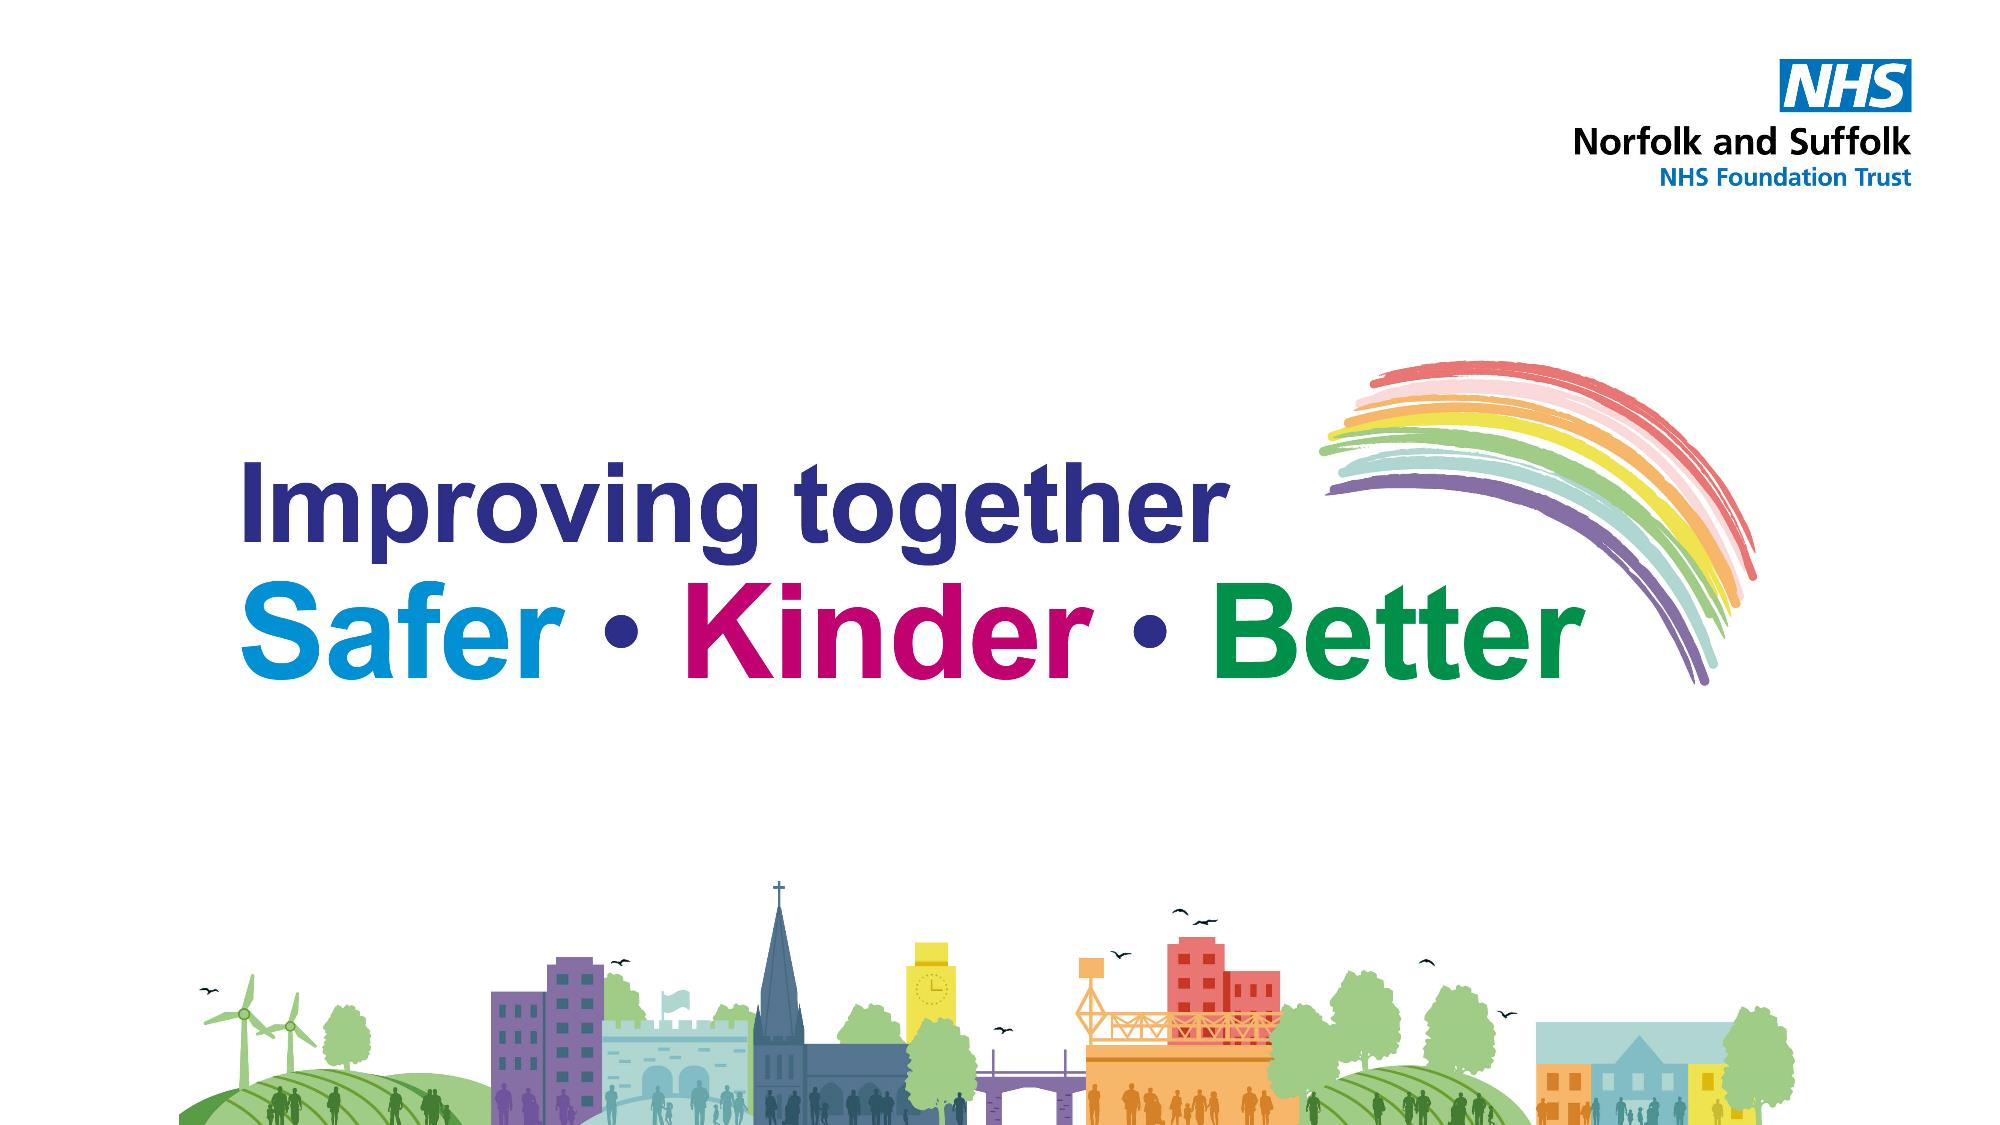 NHS
Norfolk and Suffolk
NHS Foundation Trust
Improving together
Safer • Kinder • Better